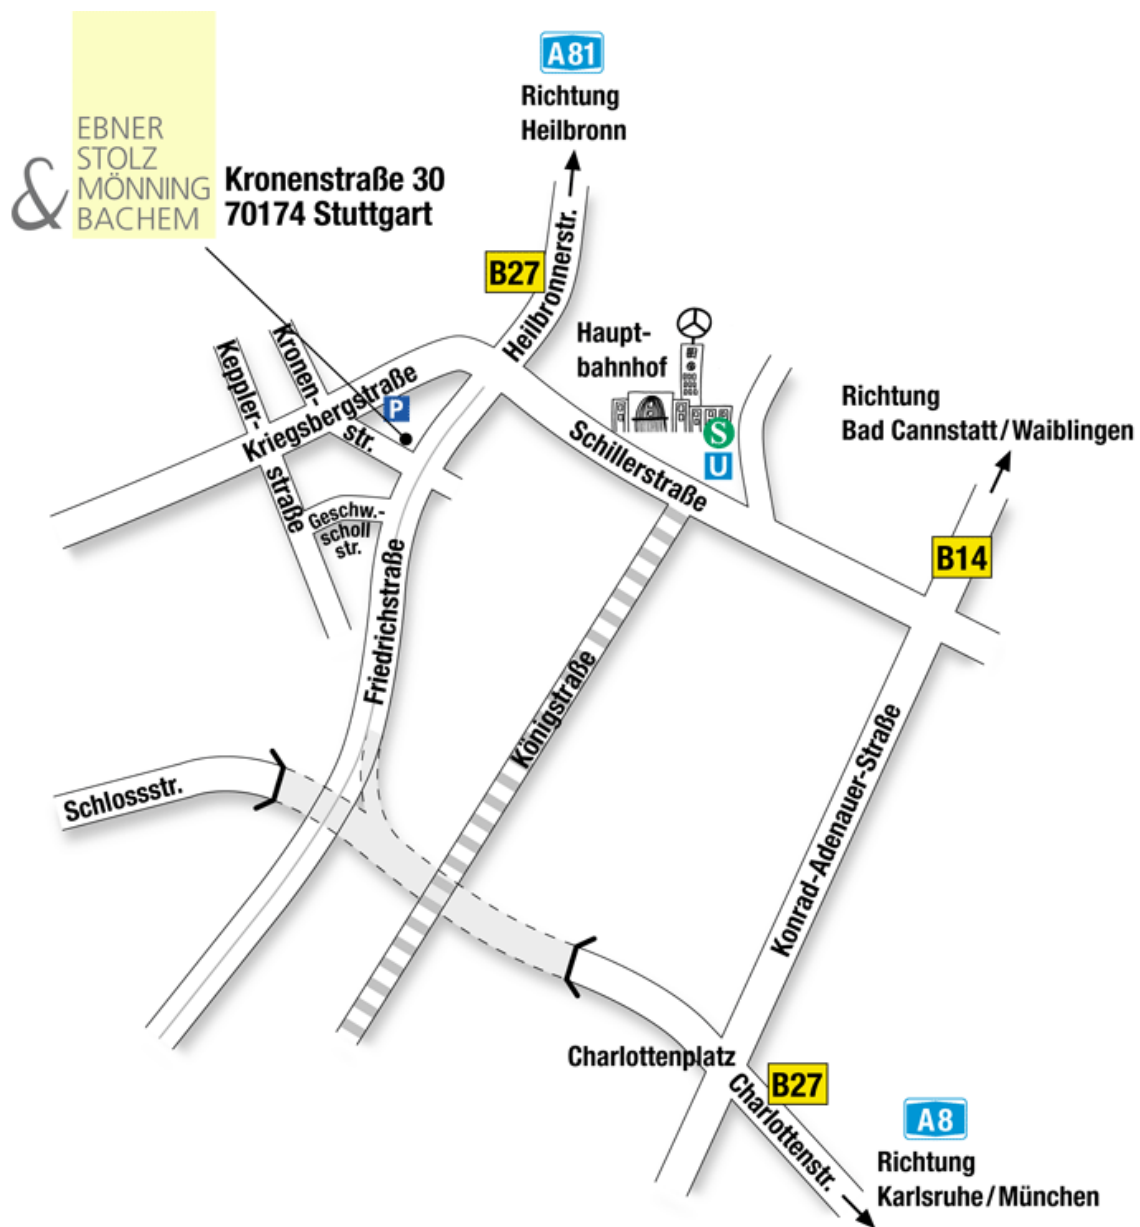 A81
Richtung
Heilbronn
EBNER
STOLZ
MÖNNING
BACHEM
&
Kronenstraße 30
70174 Stuttgart
B27
Heilbronnerstr.
Haupt-
bahnhof
Kronen-
str.
Keppler-
straße
Kriegsbergstraße
P
S
U
Schillerstraße
Richtung
Bad Cannstatt/Waiblingen
B14
Geschw.-
scholl
str.
Friedrichstraße
Königstraße
Konrad-Adenauer-Straße
Schlossstr.
Charlottenplatz
B27
Charlottenstr.
A8
Richtung
Karlsruhe/München